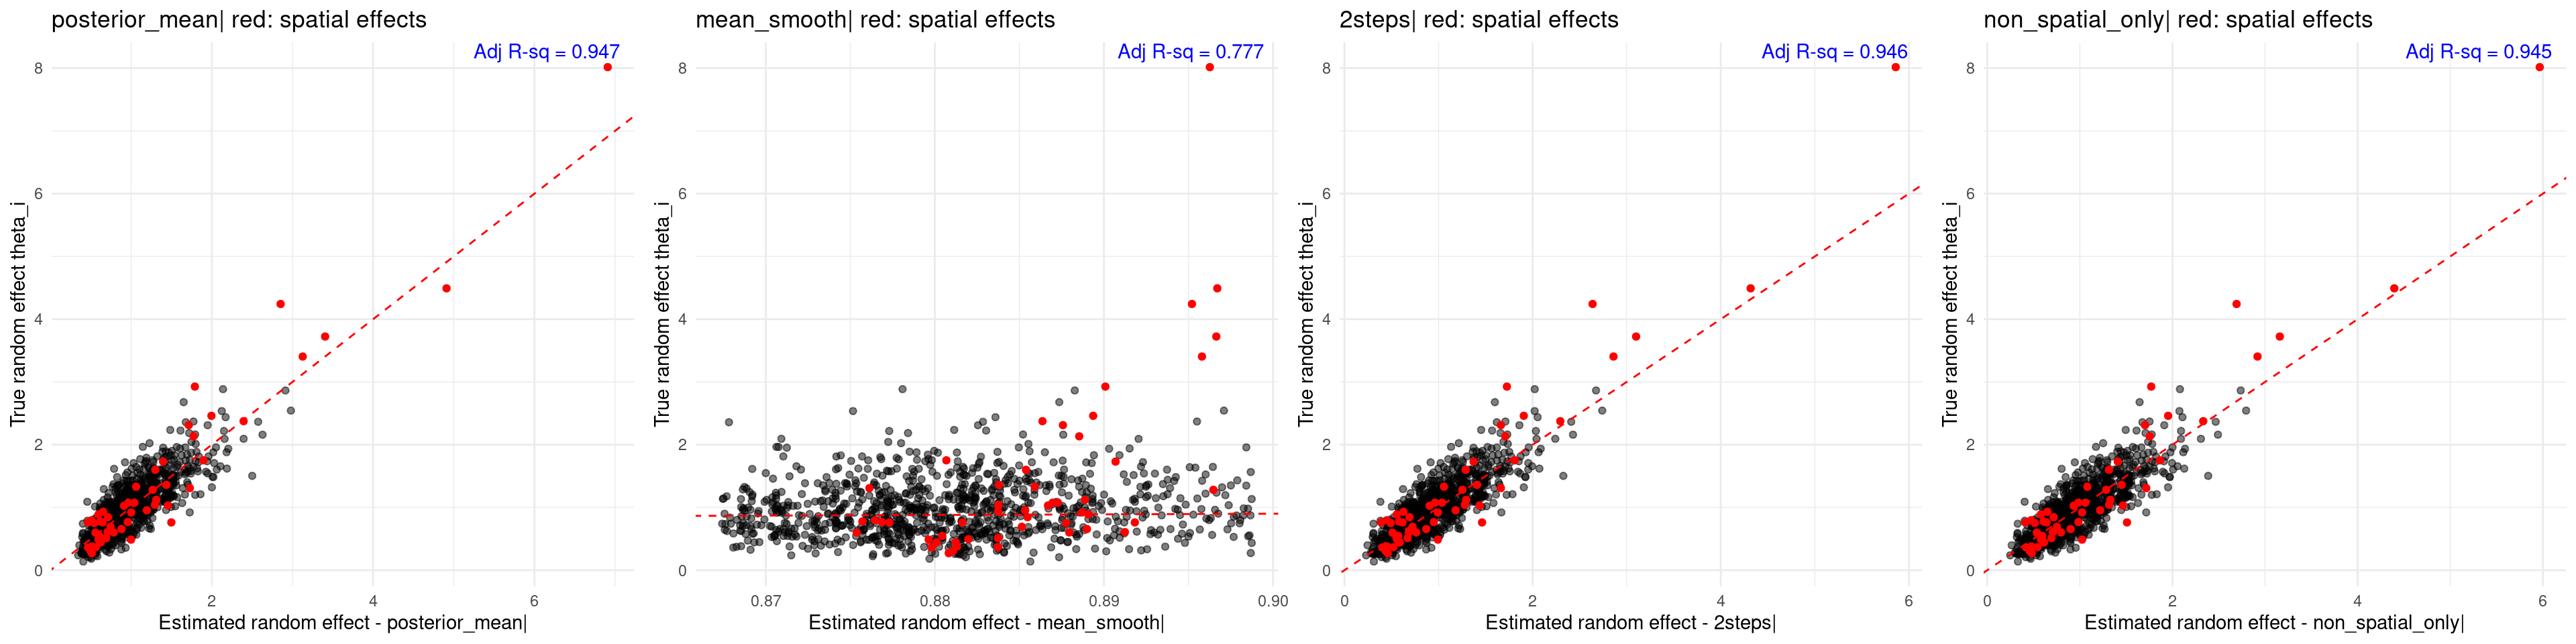 posterior_mean| red: spatial effects
Adj R-sq = 0.947
True random effect theta_i
8
6
4
2
0
2
4
6
Estimated random effect - posterior_mean|
mean_smooth| red: spatial effects
Adj R-sq = 0.777
True random effect theta_i
8
6
4
2
0
0.87
0.88
0.89
0.90
Estimated random effect - mean_smooth|
2steps| red: spatial effects
Adj R-sq = 0.946
True random effect theta_i
8
6
4
2
0
0
2
4
6
Estimated random effect - 2steps|
non_spatial_only| red: spatial effects
Adj R-sq = 0.945
True random effect theta_i
8
6
4
2
0
0
2
4
6
Estimated random effect - non_spatial_only|